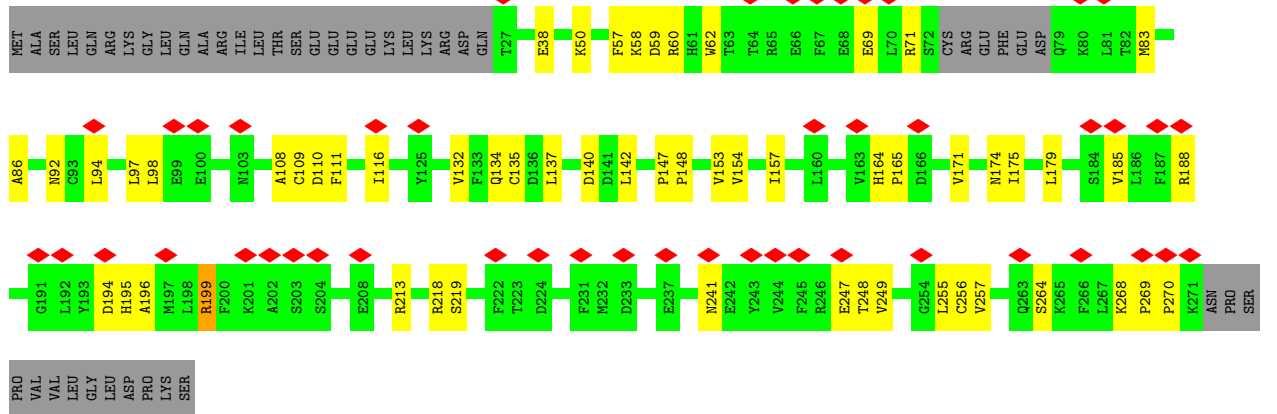 MET ALA SER LEU GLN ARG LYS GLY LEU GLN ALA ARG ILE LEU THR SER GLU GLU GLU GLU LYS LEU LYS ARG ASP GLN T27 E38 K50 F57 K58 D59 R60 H61 W62 T63 T64 R65 E66 F67 E68 E69 L70 R71 S72 CYS ARG GLU PHE GLU ASP Q79 K80 L81 T82 M83
A86 N92 C93 L94 L97 L98 E99 E100 N103 A108 C109 D110 F111 I116 Y125 V132 F133 Q134 C135 D136 L137 D140 D141 L142 P147 P148 V153 V154 I157 L160 V163 H164 P165 D166 V171 N174 I175 L179 S184 V185 L186 F187 R188
G191 L192 Y193 D194 H195 A196 M197 L198 R199 F200 K201 A202 S203 S204 E208 R213 R218 S219 F222 T223 D224 F231 M232 D233 E237 N241 E242 Y243 V244 F245 R246 E247 T248 V249 G254 L255 C256 V257 Q263 S264 K265 F266 L267 K268 P269 P270 K271 ASN PRO SER
PRO VAL VAL LEU GLY LEU ASP PRO LYS SER